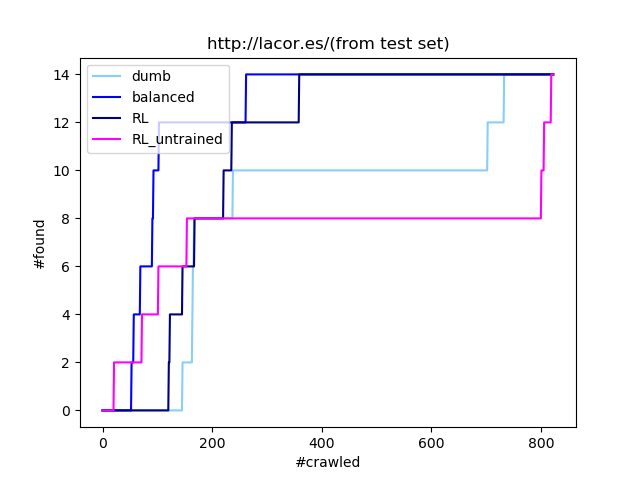 http://lacor.es/(from test set)
dumb
balanced
RL
RL_untrained
#found
14
12
10
8
6
4
2
0
0 200 400 600 800
#crawled